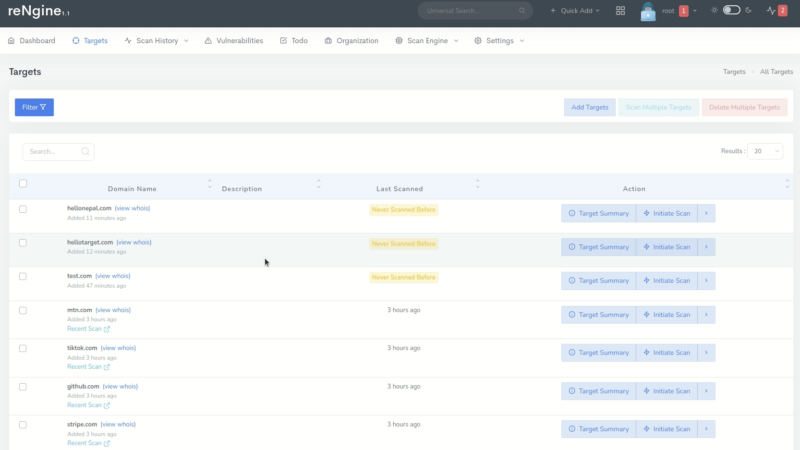 reNgine1.1
Universal Search...
Quick Add
root
1
2
Dashboard
Targets
Scan History
Vulnerabilities
Todo
Organization
Scan Engine
Settings
Targets
Targets
All Targets
Filter
Add Targets
Scan Multiple Targets
Delete Multiple Targets
Search...
Results :
20
Domain Name
Description
Last Scanned
Action
hellonepal.com (view whois)
Added 11 minutes ago
Never Scanned Before
Target Summary
Initiate Scan
hellotarget.com (view whois)
Added 12 minutes ago
Never Scanned Before
Target Summary
Initiate Scan
test.com (view whois)
Added 47 minutes ago
Never Scanned Before
Target Summary
Initiate Scan
mtn.com (view whois)
Added 3 hours ago
Recent Scan
3 hours ago
Target Summary
Initiate Scan
tiktok.com (view whois)
Added 3 hours ago
Recent Scan
3 hours ago
Target Summary
Initiate Scan
github.com (view whois)
Added 3 hours ago
Recent Scan
3 hours ago
Target Summary
Initiate Scan
stripe.com (view whois)
Added 3 hours ago
Recent Scan
3 hours ago
Target Summary
Initiate Scan